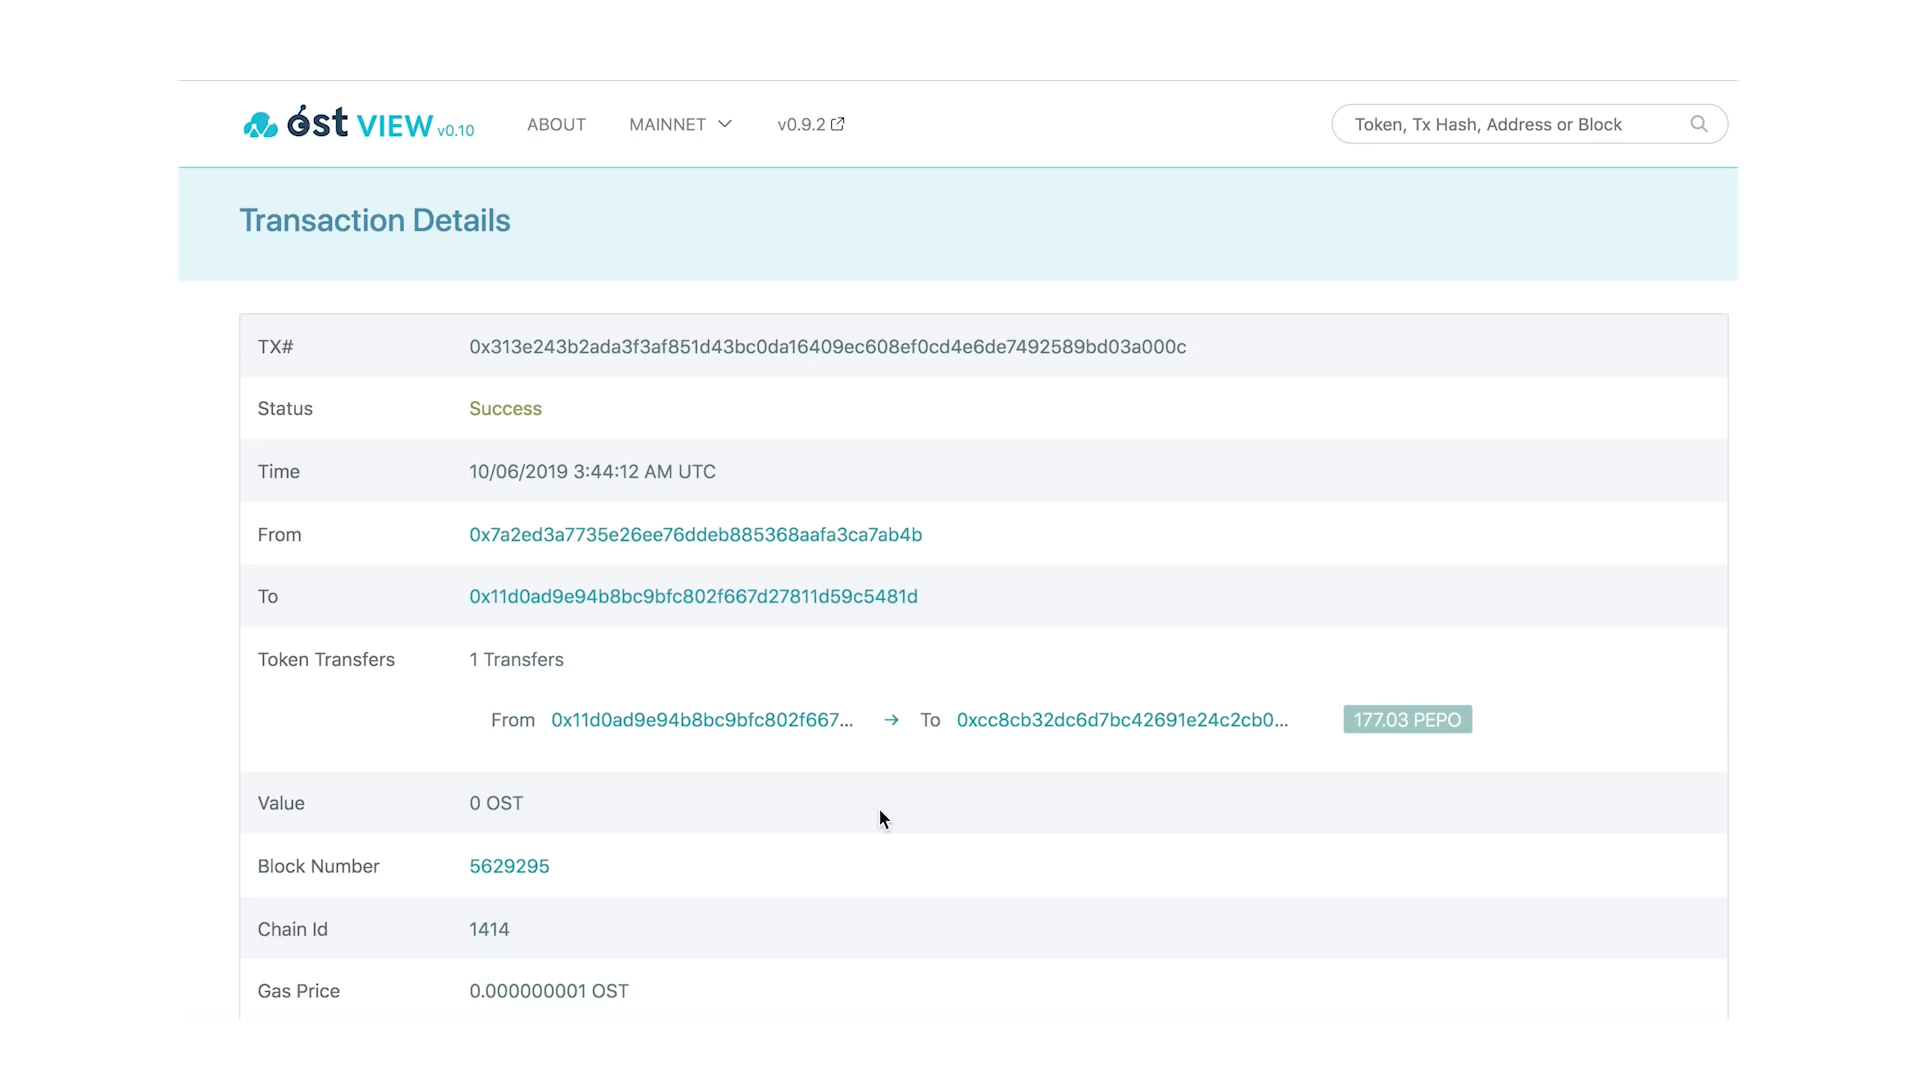 óst VIEW v0.10 ABOUT MAINNET v0.9.2 Token, Tx Hash, Address or Block
Transaction Details
TX# 0x313e243b2ada3f3af851d43bc0da16409ec608ef0cd4e6de7492589bd03a000c
Status Success
Time 10/06/2019 3:44:12 AM UTC
From 0x7a2ed3a7735e26ee76ddeb885368aafa3ca7ab4b
To 0x11d0ad9e94b8bc9bfc802f667d27811d59c5481d
Token Transfers 1 Transfers
From 0x11d0ad9e94b8bc9bfc802f667... → To 0xcc8cb32dc6d7bc42691e24c2cb0... 177.03 PEPO
Value 0 OST
Block Number 5629295
Chain Id 1414
Gas Price 0.000000001 OST